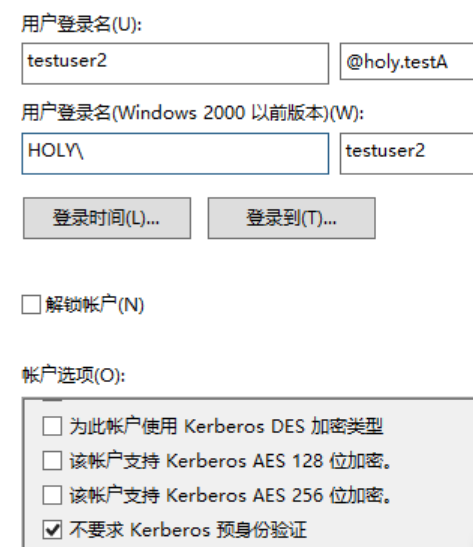 用户登录名(U):
testuser2 @holy.testA
用户登录名(Windows 2000 以前版本)(W):
HOLY\ testuser2
登录时间(L)... 登录到(T)...
解锁帐户(N)
帐户选项(O):
为此帐户使用 Kerberos DES 加密类型
该帐户支持 Kerberos AES 128 位加密。
该帐户支持 Kerberos AES 256 位加密。
不要求 Kerberos 预身份验证